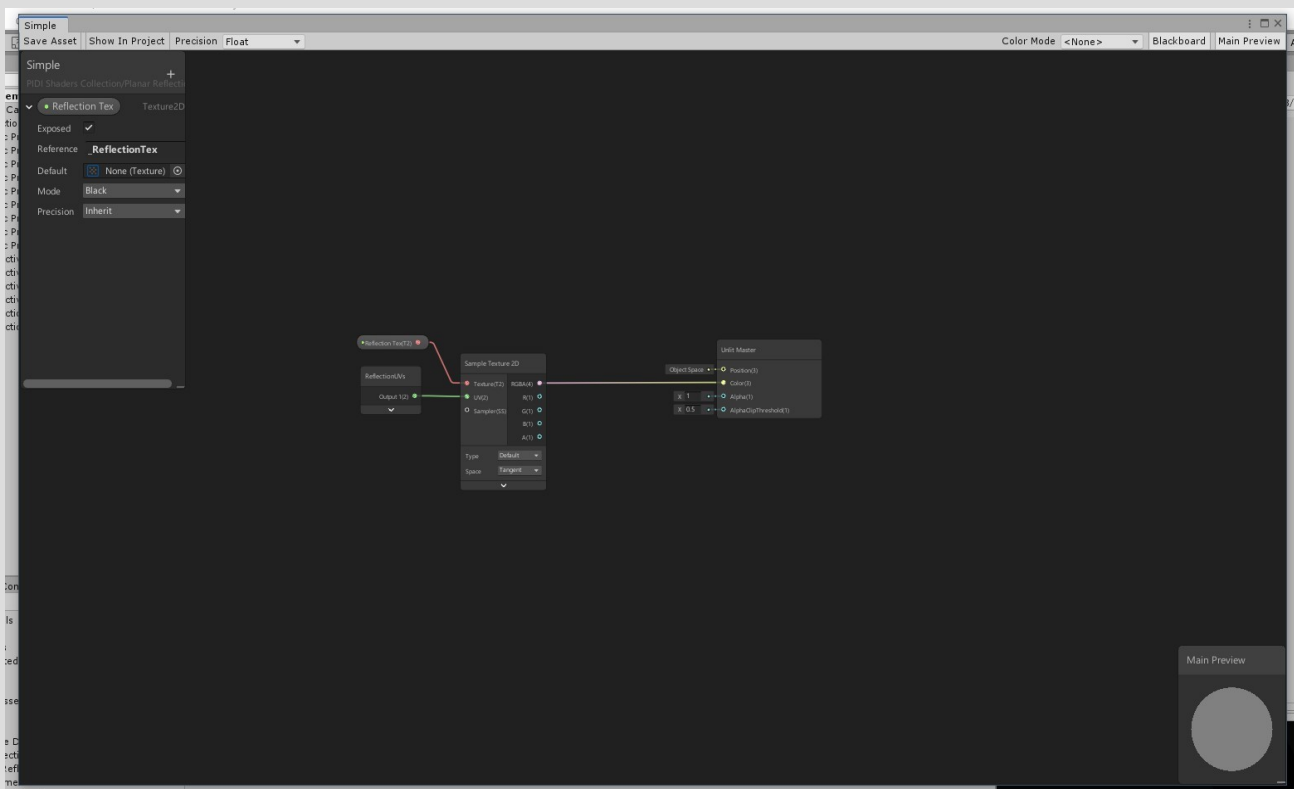 Simple
Save Asset Show In Project Precision Float Color Mode <None> Blackboard Main Preview
Simple
PIDI Shaders Collection/Planar Reflecti
Reflection Tex Texture2D
Exposed
Reference _ReflectionTex
Default None (Texture)
Mode Black
Precision Inherit
Reflection Tex(T2)
ReflectionUVs
Output 1(2)
Sample Texture 2D
Texture(T2) RGBA(4)
UV(2) R(1)
Sampler(SS) G(1)
B(1)
A(1)
Type Default
Space Tangent
Unlit Master
Object Space Position(3)
Color(3)
X 1 Alpha(1)
X 0.5 AlphaClipThreshold(1)
Main Preview